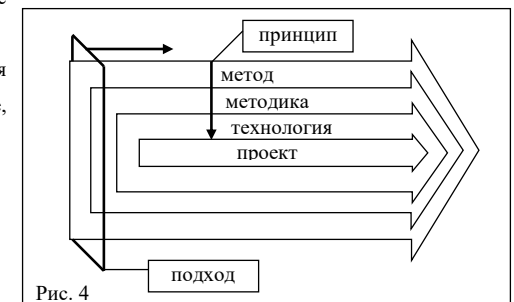 с
я
,
принцип
метод
методика
технология
проект
подход
Рис. 4